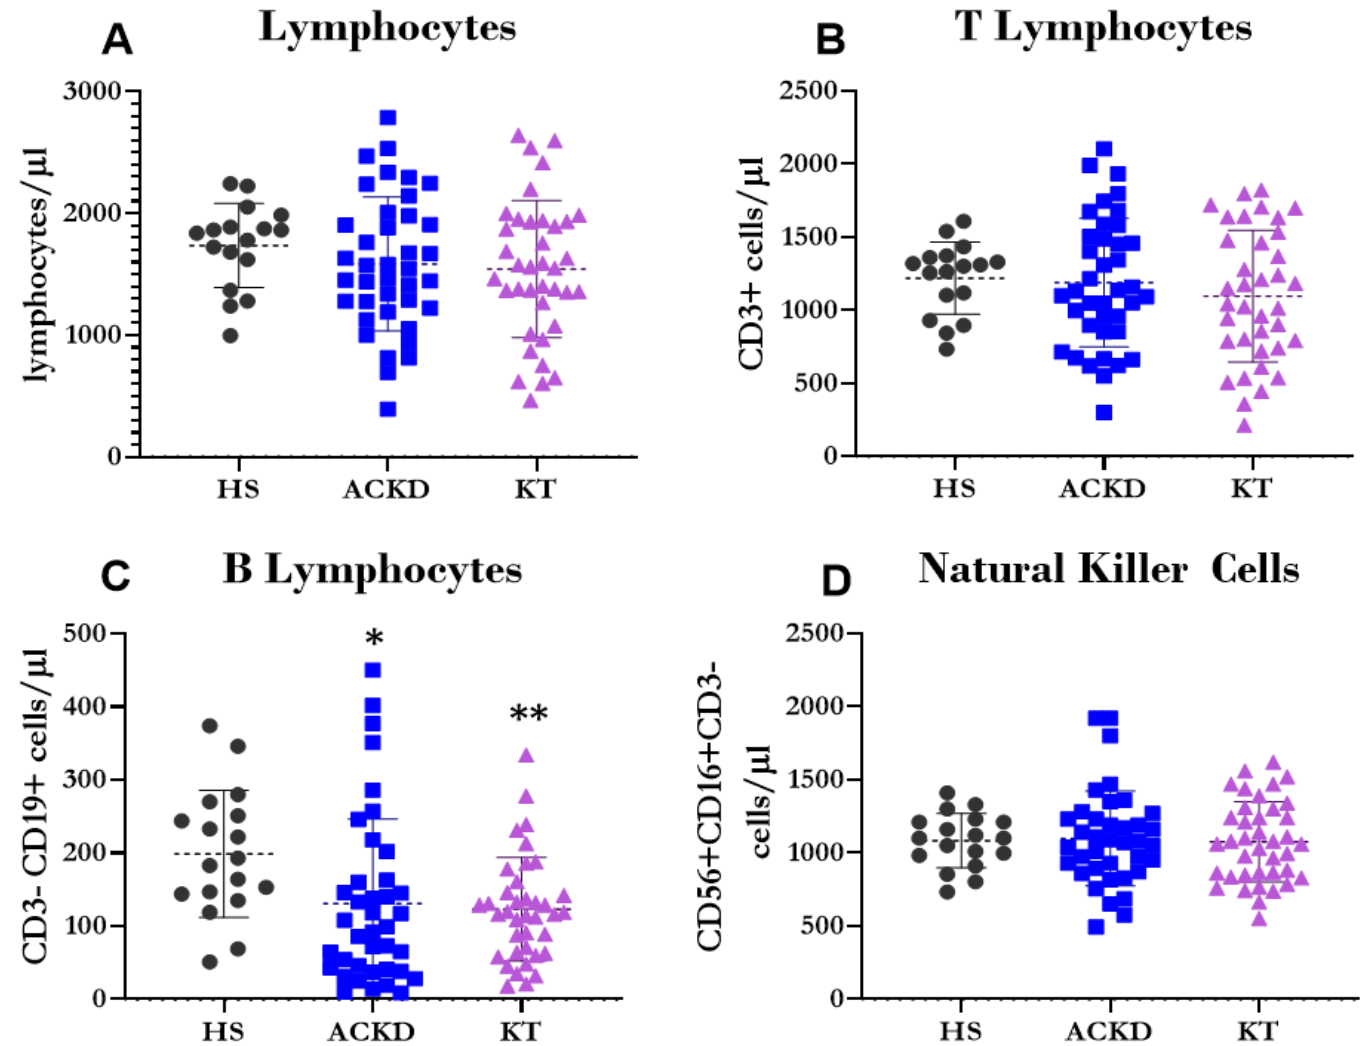 A
Lymphocytes
lymphocytes/µl
3000
2000
1000
0
HS
ACKD
KT
B
T Lymphocytes
CD3+ cells/µl
2500
2000
1500
1000
500
0
HS
ACKD
KT
C
B Lymphocytes
CD3- CD19+ cells/µl
500
400
300
200
100
0
*
**
HS
ACKD
KT
D
Natural Killer Cells
CD56+CD16+CD3-
cells/µl
2500
2000
1500
1000
500
0
HS
ACKD
KT